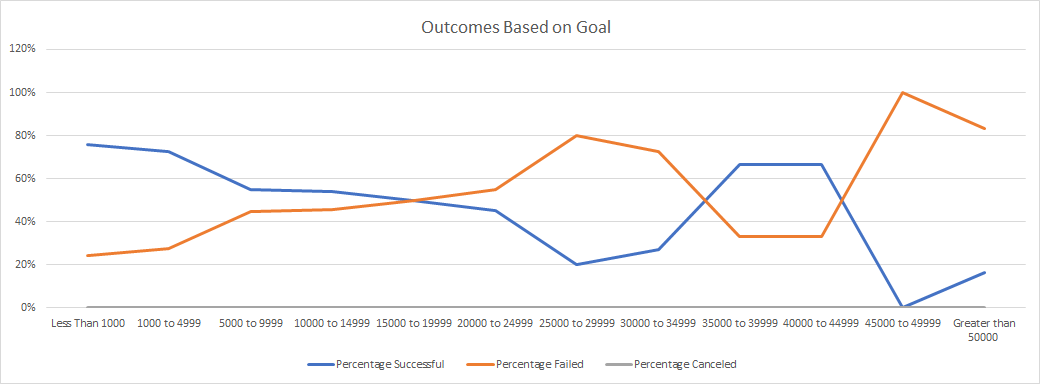 Outcomes Based on Goal
120%
100%
80%
60%
40%
20%
0%
Less Than 1000 1000 to 4999 5000 to 9999 10000 to 14999 15000 to 19999 20000 to 24999 25000 to 29999 30000 to 34999 35000 to 39999 40000 to 44999 45000 to 49999 Greater than
50000
Percentage Successful Percentage Failed Percentage Canceled